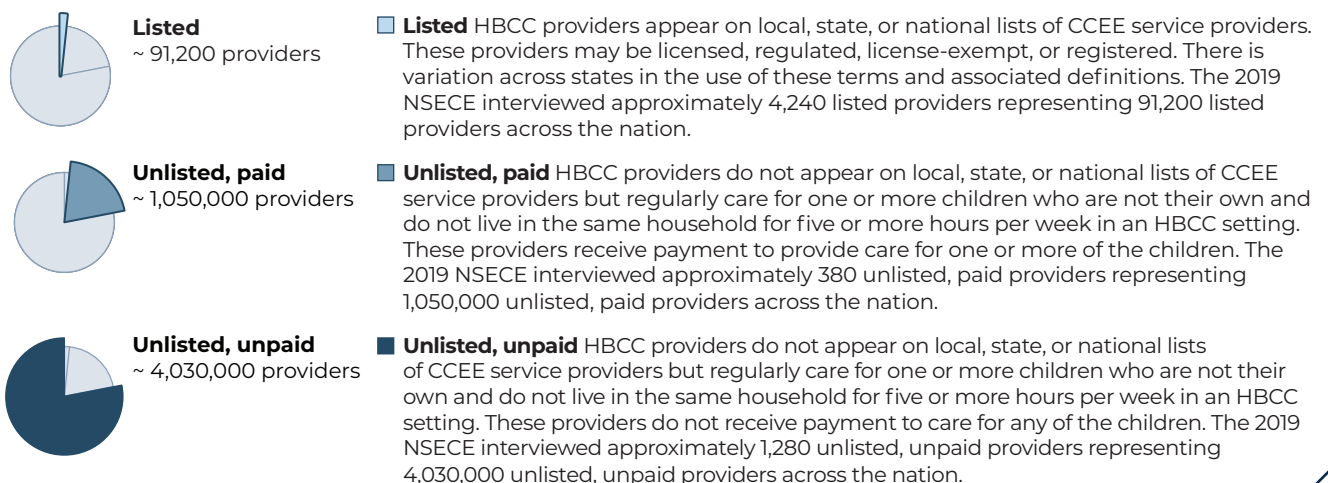 Listed
~ 91,200 providers
Listed HBCC providers appear on local, state, or national lists of CCEE service providers.
These providers may be licensed, regulated, license-exempt, or registered. There is
variation across states in the use of these terms and associated definitions. The 2019
NSECE interviewed approximately 4,240 listed providers representing 91,200 listed
providers across the nation.
Unlisted, paid
~ 1,050,000 providers
Unlisted, paid HBCC providers do not appear on local, state, or national lists of CCEE
service providers but regularly care for one or more children who are not their own and
do not live in the same household for five or more hours per week in an HBCC setting.
These providers receive payment to provide care for one or more of the children. The
2019 NSECE interviewed approximately 380 unlisted, paid providers representing
1,050,000 unlisted, paid providers across the nation.
Unlisted, unpaid
~ 4,030,000 providers
Unlisted, unpaid HBCC providers do not appear on local, state, or national lists
of CCEE service providers but regularly care for one or more children who are not their
own and do not live in the same household for five or more hours per week in an HBCC
setting. These providers do not receive payment to care for any of the children. The 2019
NSECE interviewed approximately 1,280 unlisted, unpaid providers representing
4,030,000 unlisted, unpaid providers across the nation.